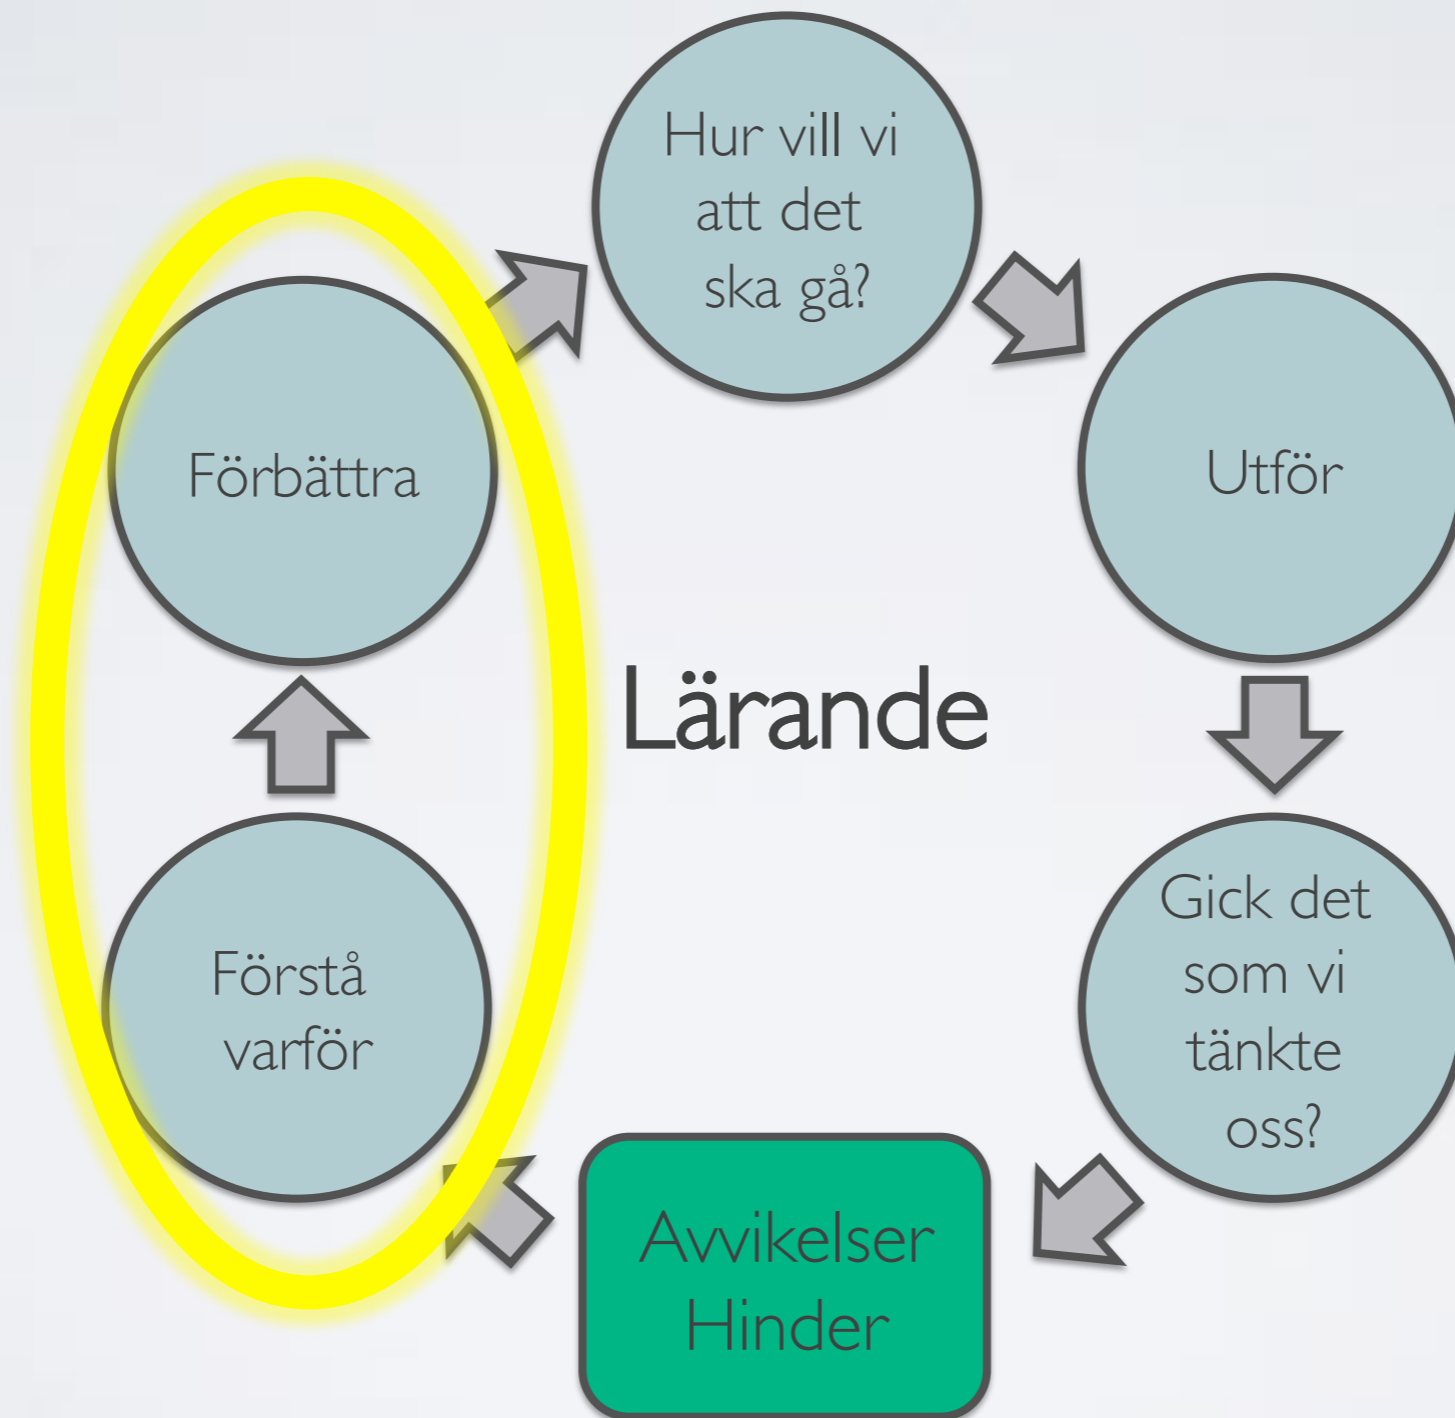 Hur vill vi
att det
ska gå?
Utför
Gick det
som vi
tänkte
oss?
Avvikelser
Hinder
Förstå
varför
Förbättra
Lärande